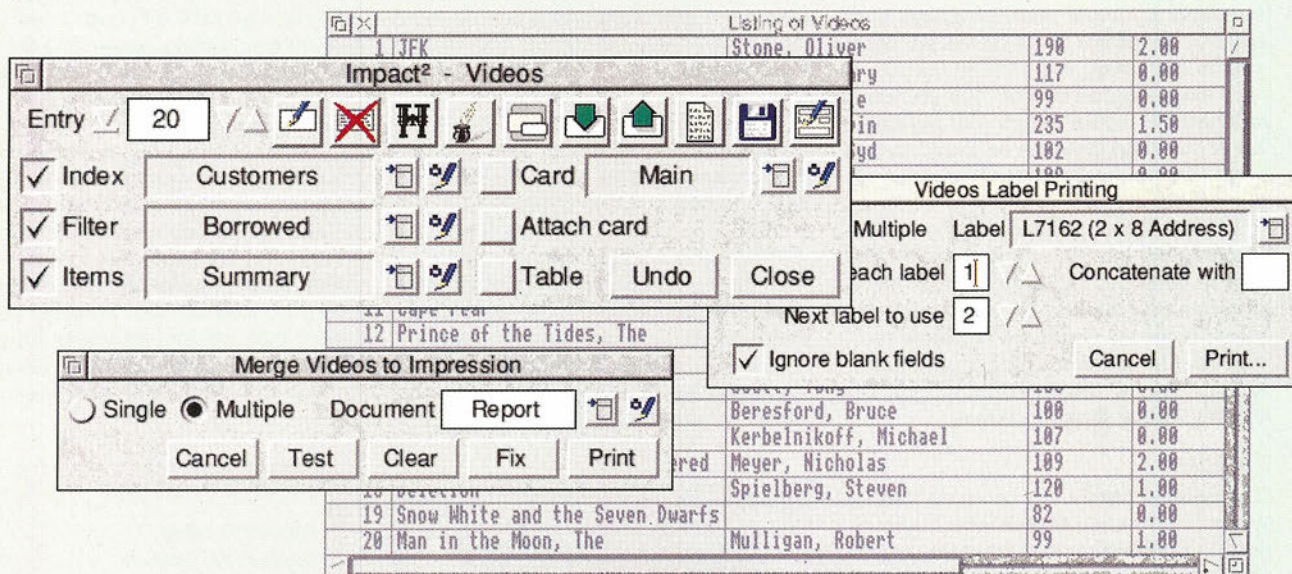 Listing of Videos
1 JFK Stone, Oliver 190 2.00
117 0.00
99 0.00
235 1.50
102 0.00
Impact² - Videos
Entry 20
Index Customers Card Main
Filter Borrowed Attach card
Items Summary Table Undo Close
Videos Label Printing
Multiple Label L7162 (2 x 8 Address)
each label 1 Concatenate with
Next label to use 2
Ignore blank fields Cancel Print...
12 Prince of the Tides, The
Merge Videos to Impression
Single Multiple Document Report
Cancel Test Clear Fix Print
Beresford, Bruce 100 0.00
Kerbelnikoff, Michael 107 0.00
ered Meyer, Nicholas 109 2.00
Spielberg, Steven 120 1.00
19 Snow White and the Seven Dwarfs 82 0.00
20 Man in the Moon, The Mulligan, Robert 99 1.00